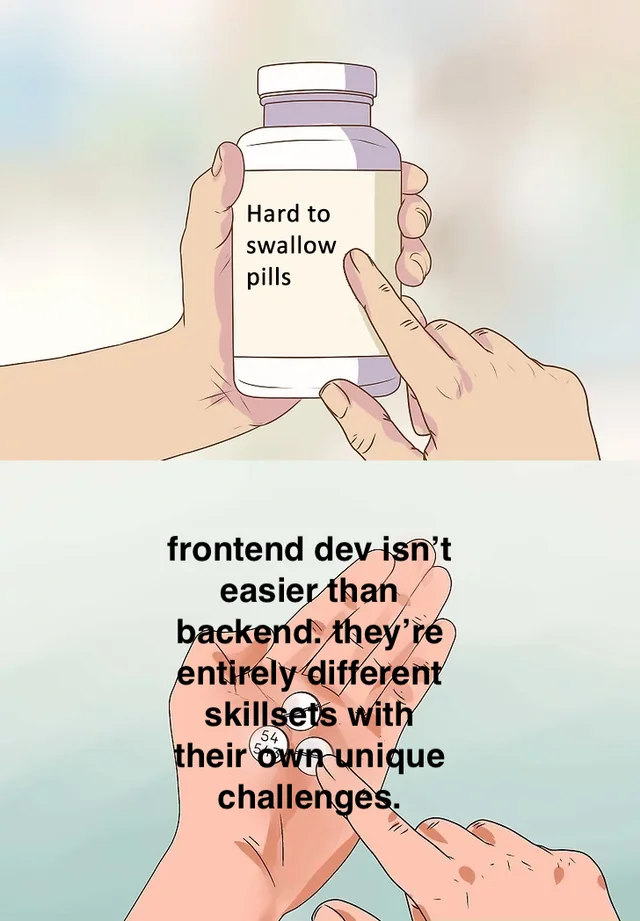 Hard to
swallow
pills
frontend dev isn’t
easier than
backend. they’re
entirely different
skillsets with
54
their own unique
challenges.